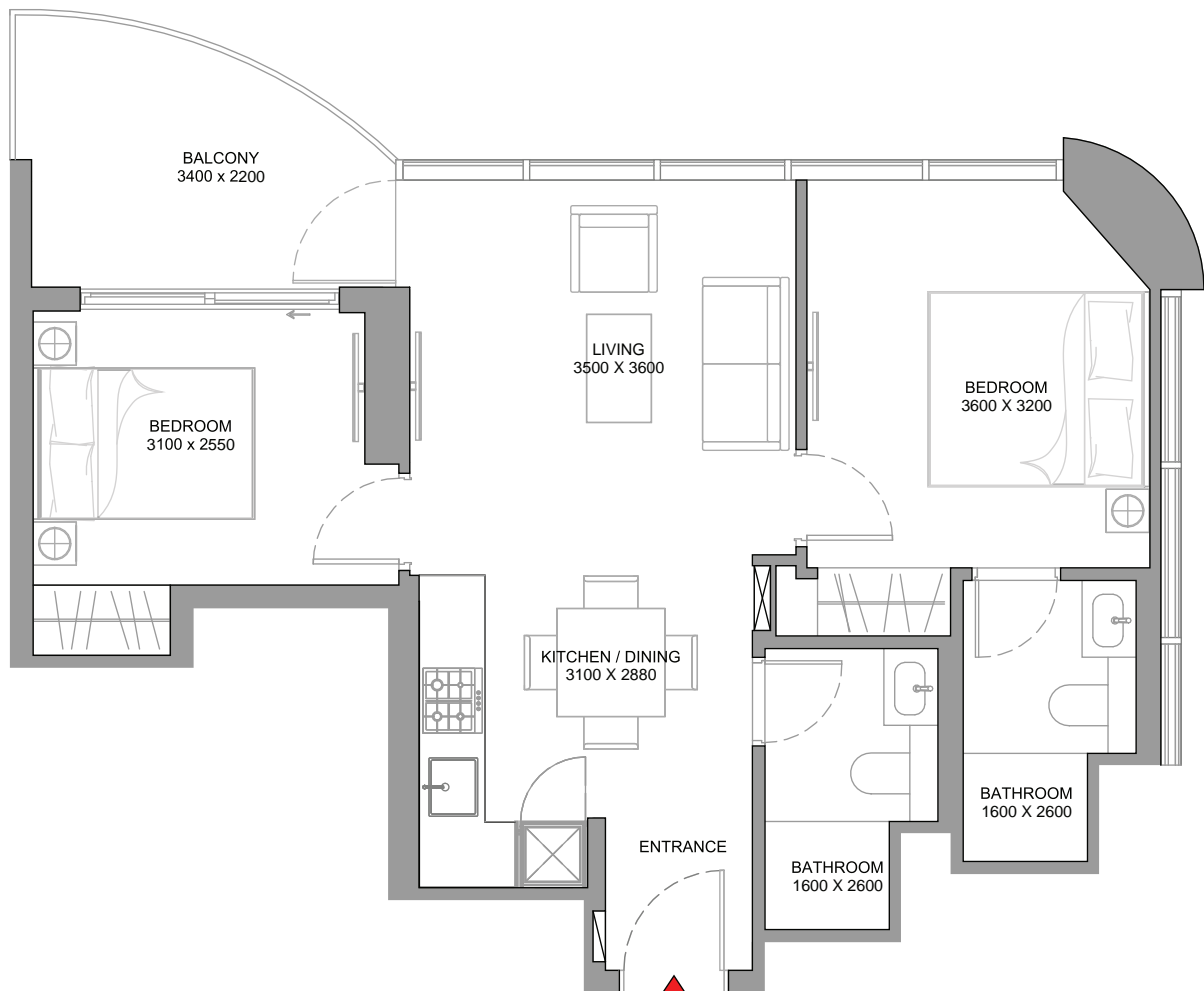 BALCONY
3400 x 2200
LIVING
3500 X 3600
BEDROOM
3600 X 3200
BEDROOM
3100 x 2550
KITCHEN / DINING
3100 X 2880
BATHROOM
1600 X 2600
ENTRANCE
BATHROOM
1600 X 2600